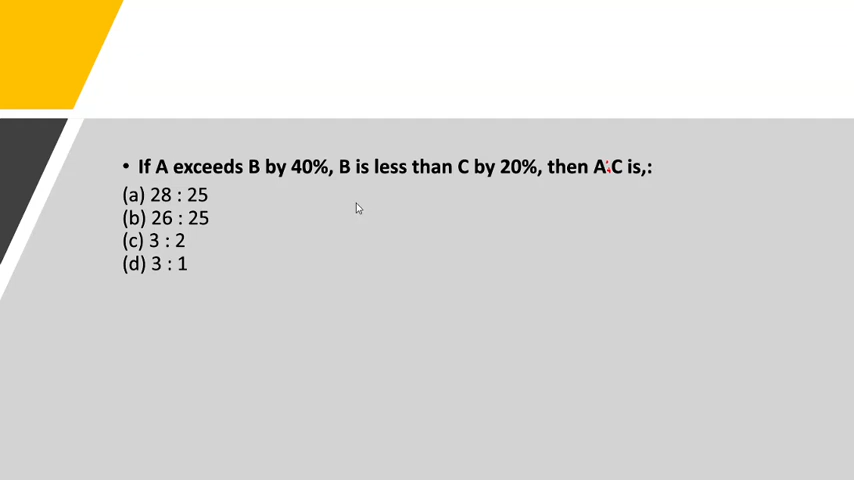 • If A exceeds B by 40%, B is less than C by 20%, then A:C is,:
(a) 28 : 25
(b) 26 : 25
(c) 3 : 2
(d) 3 : 1